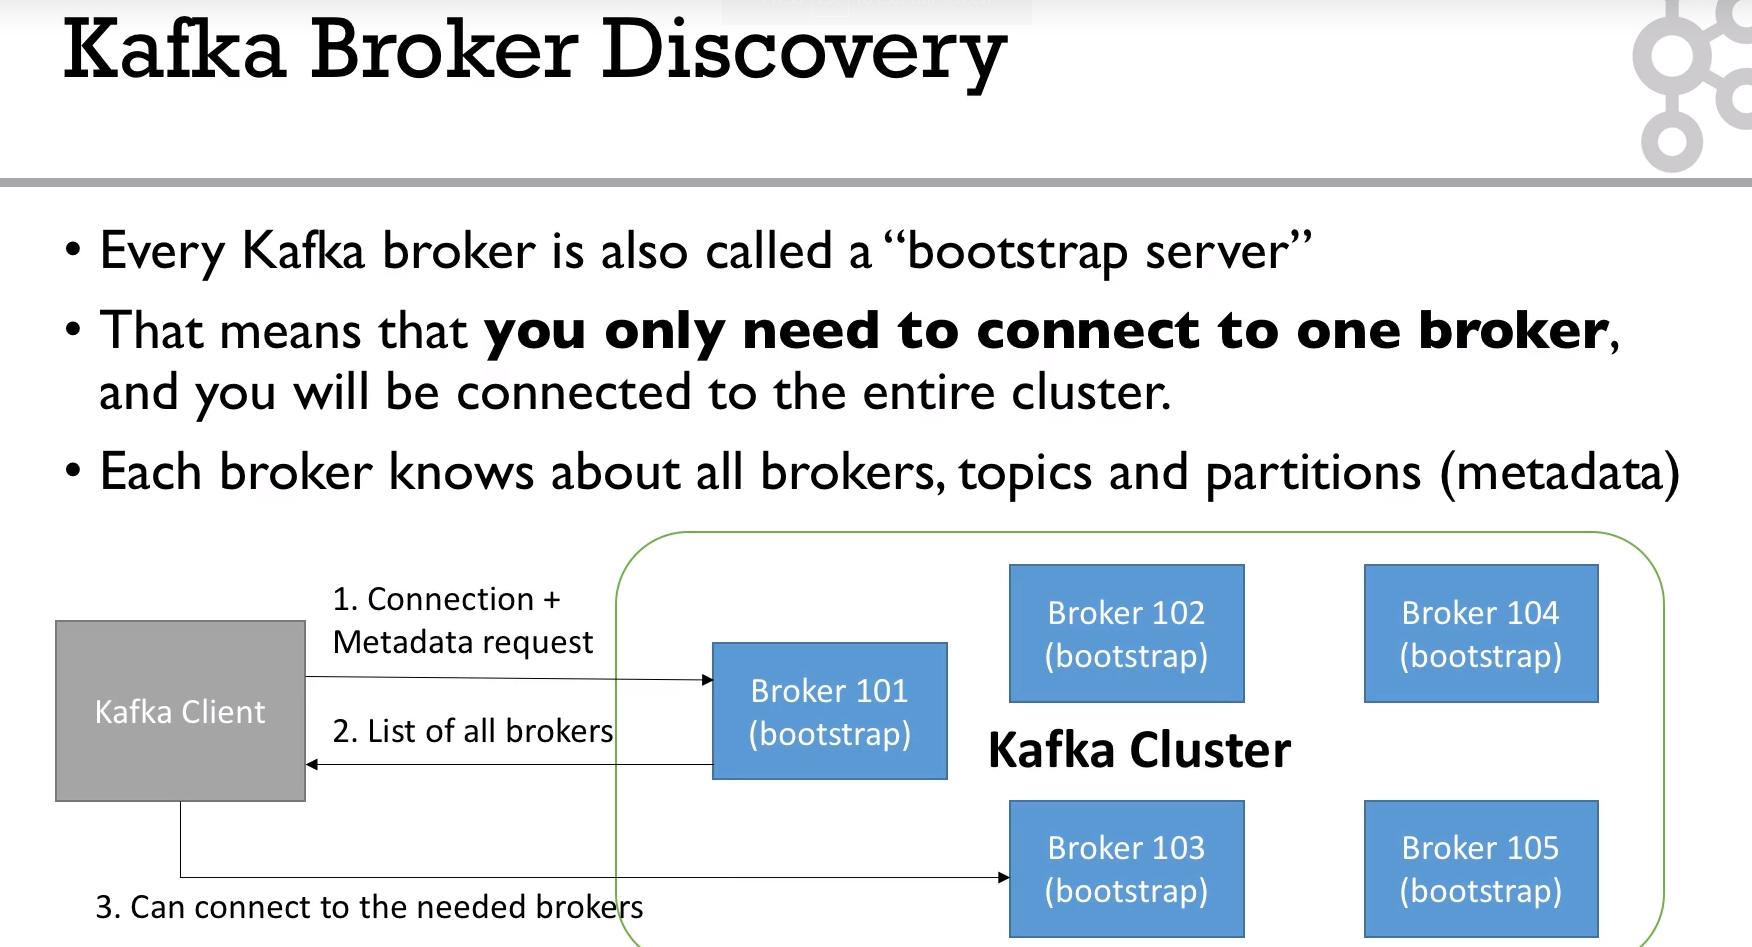 Kafka Broker Discovery
• Every Kafka broker is also called a “bootstrap server”
• That means that you only need to connect to one broker,
and you will be connected to the entire cluster.
• Each broker knows about all brokers, topics and partitions (metadata)
Kafka Client
1. Connection +
Metadata request
2. List of all brokers
3. Can connect to the needed brokers
Broker 101
(bootstrap)
Broker 102
(bootstrap)
Broker 104
(bootstrap)
Kafka Cluster
Broker 103
(bootstrap)
Broker 105
(bootstrap)